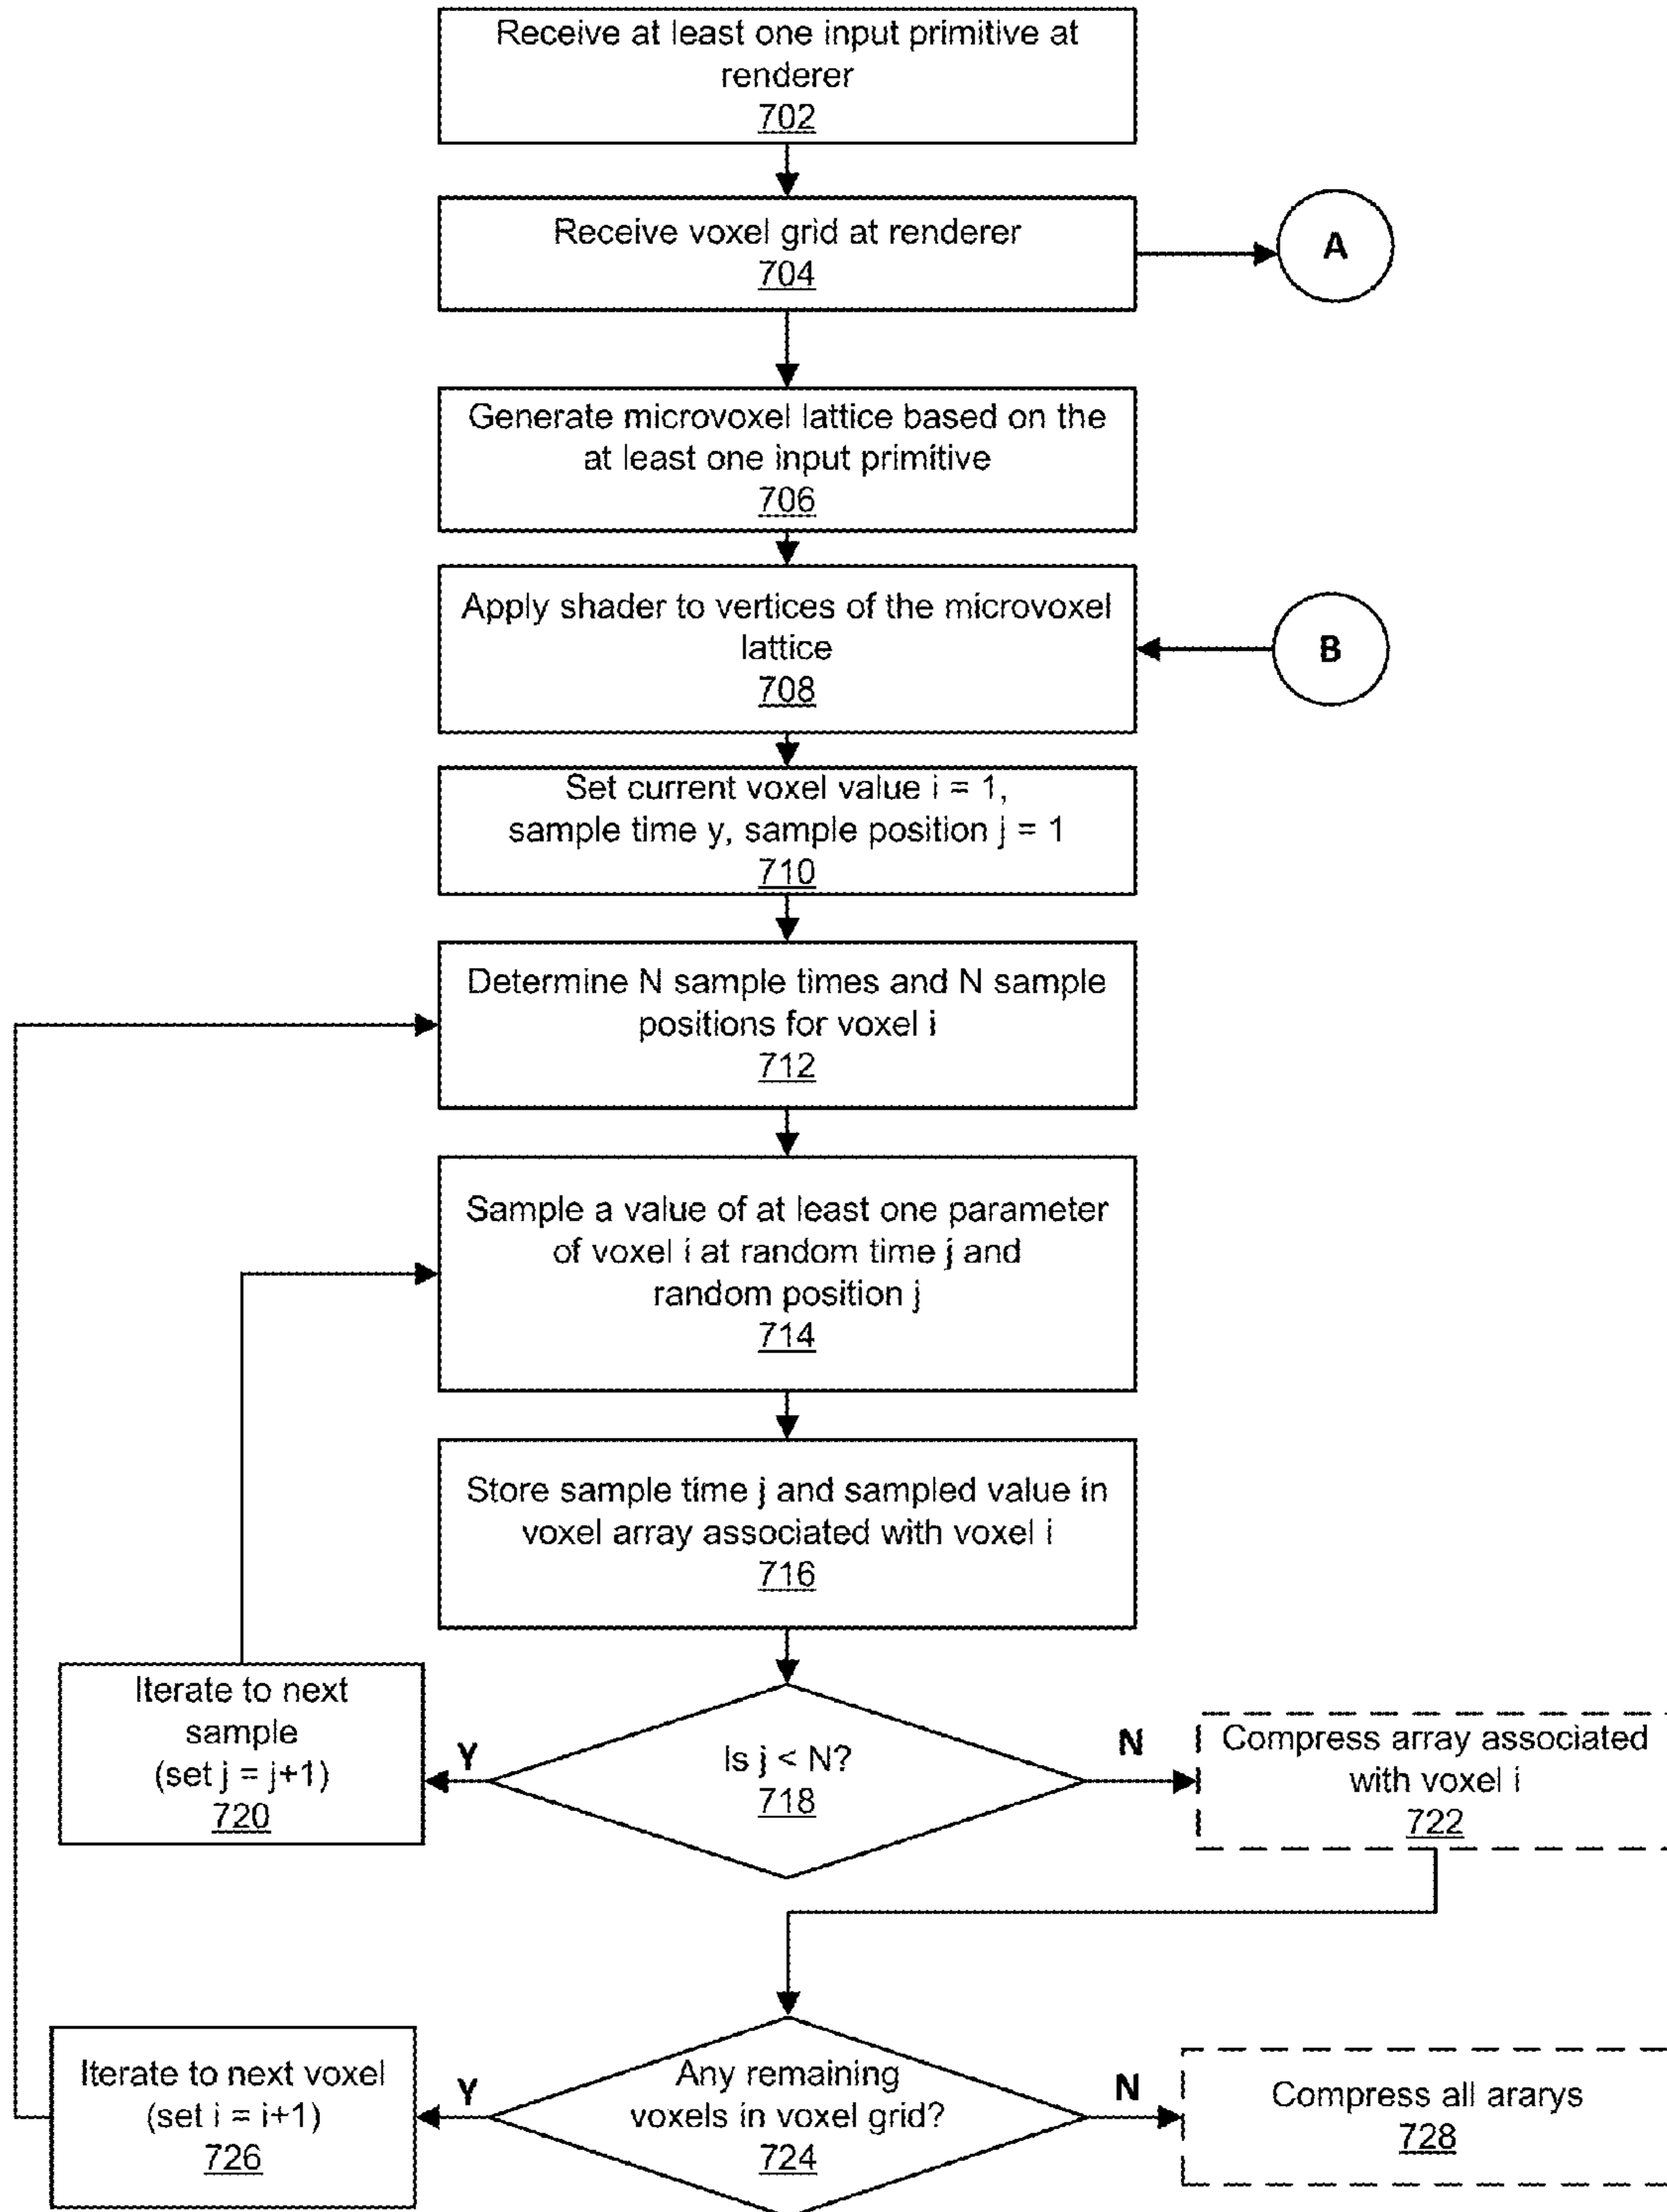 Receive at least one input primitive at
renderer
702
Receive voxel grid at renderer
704
A
Generate microvoxel lattice based on the
at least one input primitive
706
Apply shader to vertices of the microvoxel
lattice
708
B
Set current voxel value i = 1,
sample time y, sample position j = 1
710
Determine N sample times and N sample
positions for voxel i
712
Sample a value of at least one parameter
of voxel i at random time j and
random position j
714
Store sample time j and sampled value in
voxel array associated with voxel i
716
Iterate to next
sample
(set j = j+1)
720
Y
Is j < N?
718
N
Compress array associated
with voxel i
722
Iterate to next voxel
(set i = i+1)
726
Y
Any remaining
voxels in voxel grid?
724
N
Compress all ararys
728